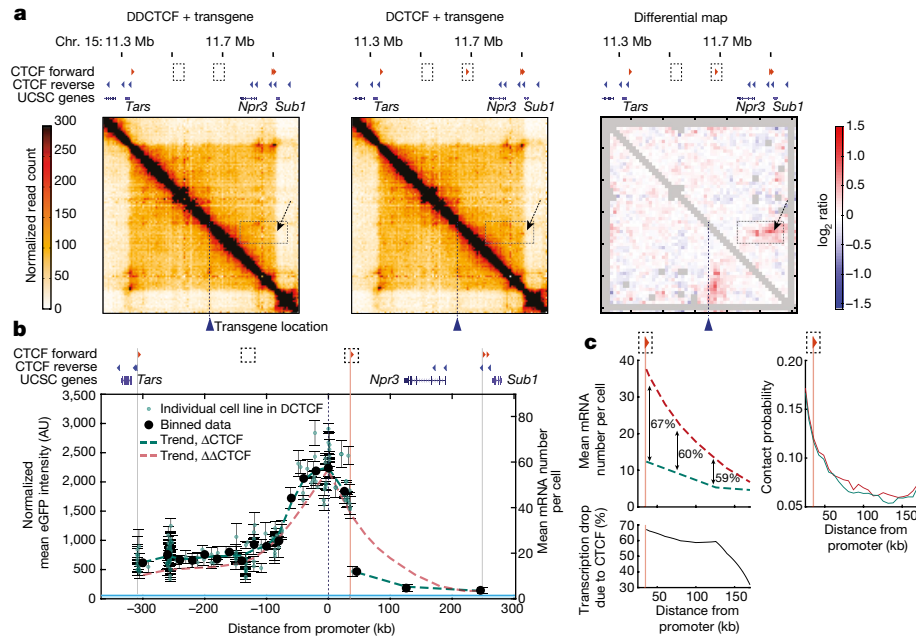 a
DDCTCF + transgene
DCTCF + transgene
Differential map
Chr. 15: 11.3 Mb 11.7 Mb
11.3 Mb 11.7 Mb
11.3 Mb 11.7 Mb
CTCF forward
CTCF reverse
UCSC genes
Tars Npr3 Sub1
Tars Npr3 Sub1
Tars Npr3 Sub1
Normalized read count
300
250
200
150
100
50
0
log2 ratio
1.5
1.0
0.5
0
–0.5
–1.0
–1.5
Transgene location
b
CTCF forward
CTCF reverse
UCSC genes
Tars Npr3 Sub1
Normalized
mean eGFP intensity (AU)
3,500
3,000
2,500
2,000
1,500
1,000
500
0
Individual cell line in DCTCF
Binned data
Trend, ΔCTCF
Trend, ΔΔCTCF
80
60
40
20
0
Mean mRNA number
per cell
–300 –200 –100 0 100 200 300
Distance from promoter (kb)
c
Mean mRNA
number per cell
40
30
20
10
0
67%
60%
59%
Contact probability
0.20
0.15
0.10
0.05
50 100 150
Distance from
promoter (kb)
Transcription drop
due to CTCF (%)
70
60
50
40
30
50 100 150
Distance from
promoter (kb)